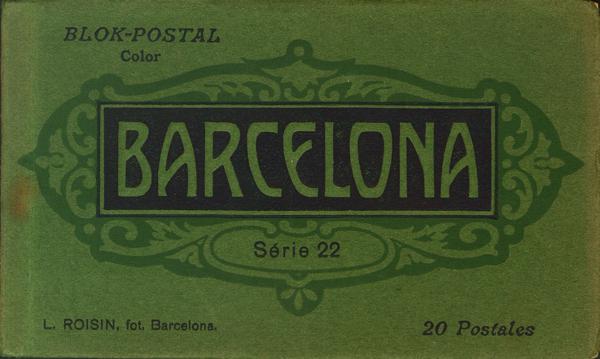 BLOK-POSTAL
Color
BARCELONA
Série 22
L. ROISIN, fot. Barcelona.
20 Postales